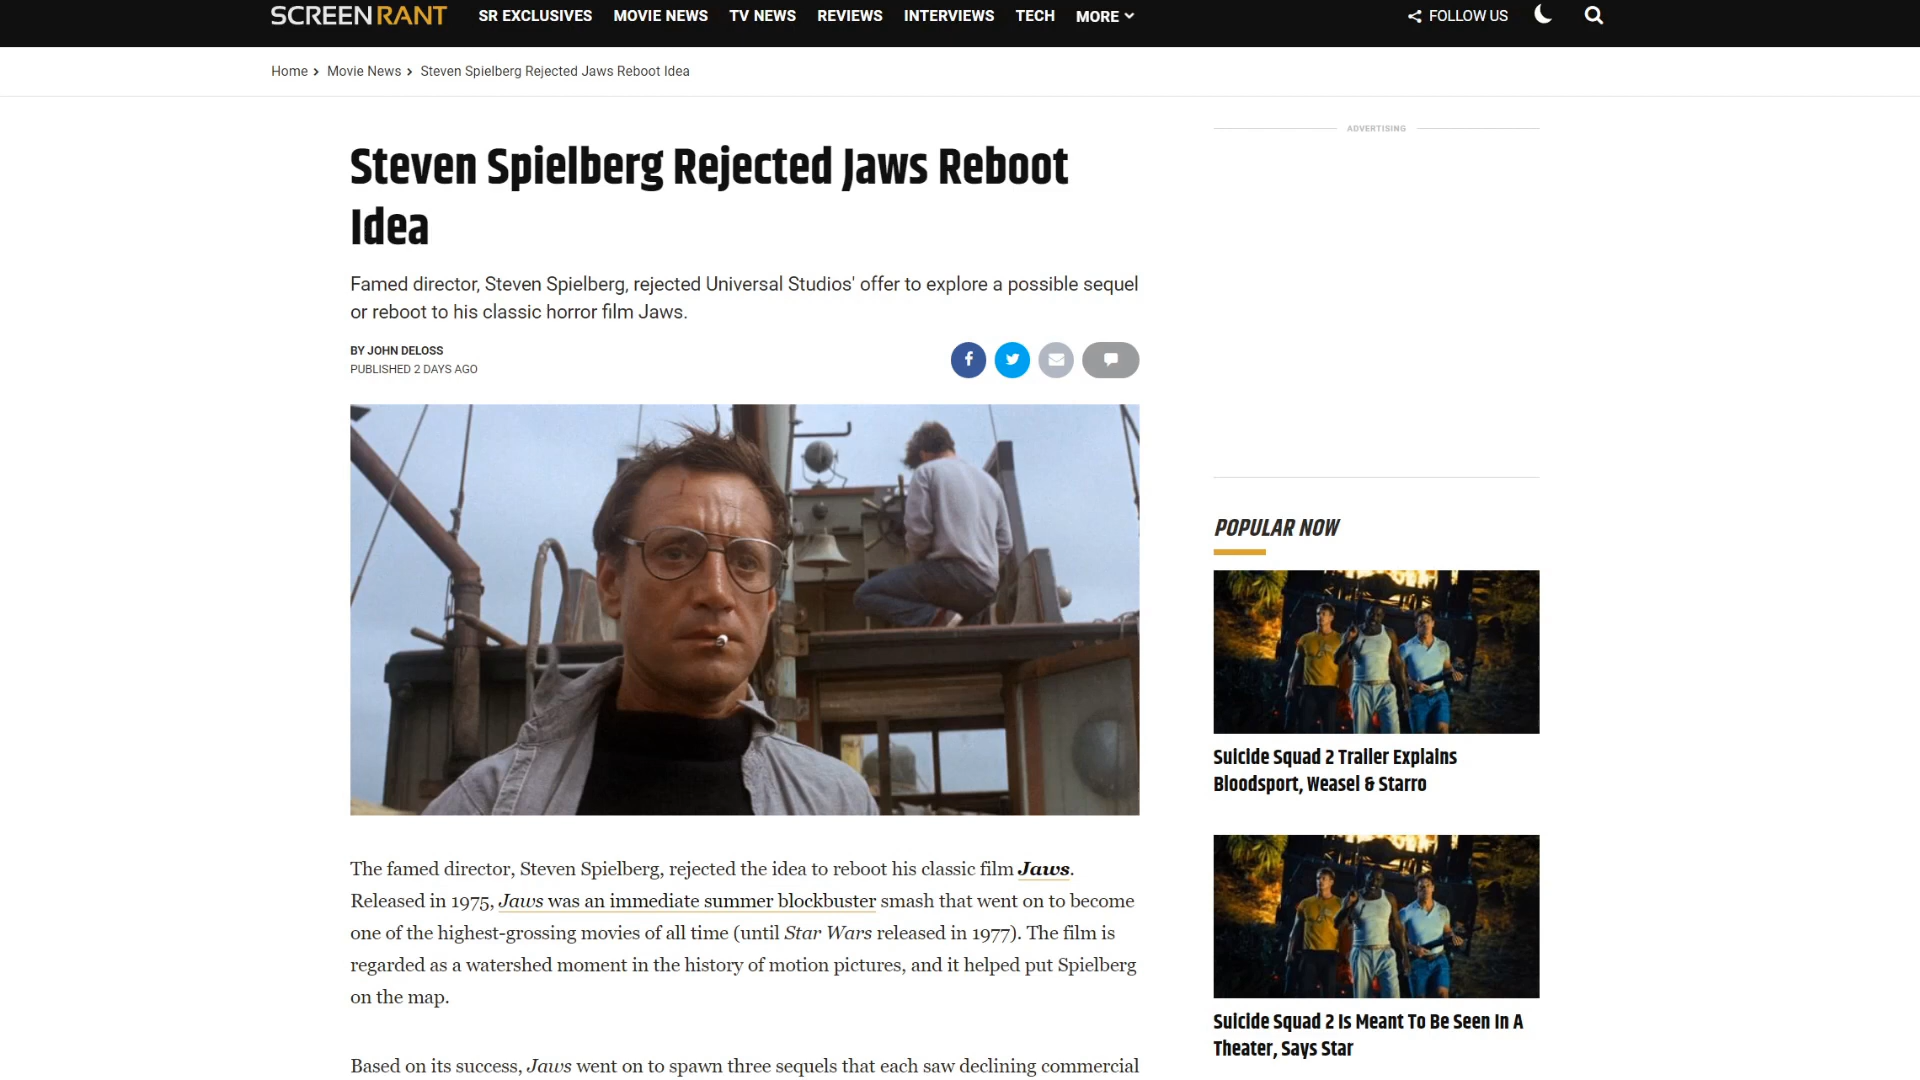 SCREENRANT
SR EXCLUSIVES MOVIE NEWS TV NEWS REVIEWS INTERVIEWS TECH MORE
FOLLOW US
Home > Movie News > Steven Spielberg Rejected Jaws Reboot Idea
Steven Spielberg Rejected Jaws Reboot
Idea
Famed director, Steven Spielberg, rejected Universal Studios' offer to explore a possible sequel
or reboot to his classic horror film Jaws.
BY JOHN DELOSS
PUBLISHED 2 DAYS AGO
The famed director, Steven Spielberg, rejected the idea to reboot his classic film Jaws.
Released in 1975, Jaws was an immediate summer blockbuster smash that went on to become
one of the highest-grossing movies of all time (until Star Wars released in 1977). The film is
regarded as a watershed moment in the history of motion pictures, and it helped put Spielberg
on the map.
Based on its success, Jaws went on to spawn three sequels that each saw declining commercial
ADVERTISING
POPULAR NOW
Suicide Squad 2 Trailer Explains
Bloodsport, Weasel & Starro
Suicide Squad 2 Is Meant To Be Seen In A
Theater, Says Star